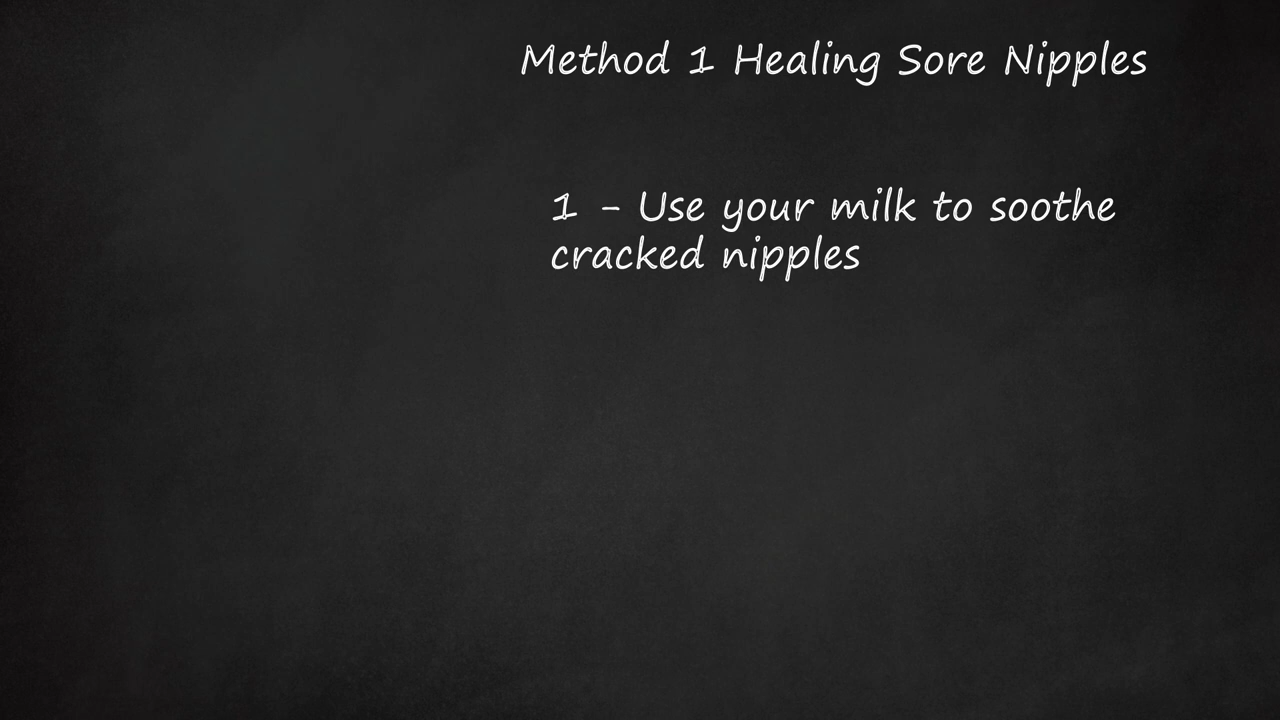 Method 1 Healing Sore Nipples
1 - Use your milk to soothe
cracked nipples